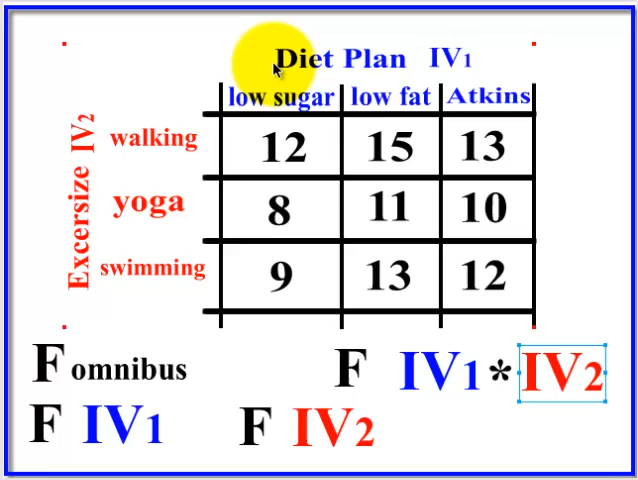 Diet Plan IV1
low sugar low fat Atkins
Excersize IV2
walking 12 15 13
yoga 8 11 10
swimming 9 13 12
F omnibus F IV1 * IV2
F IV1 F IV2